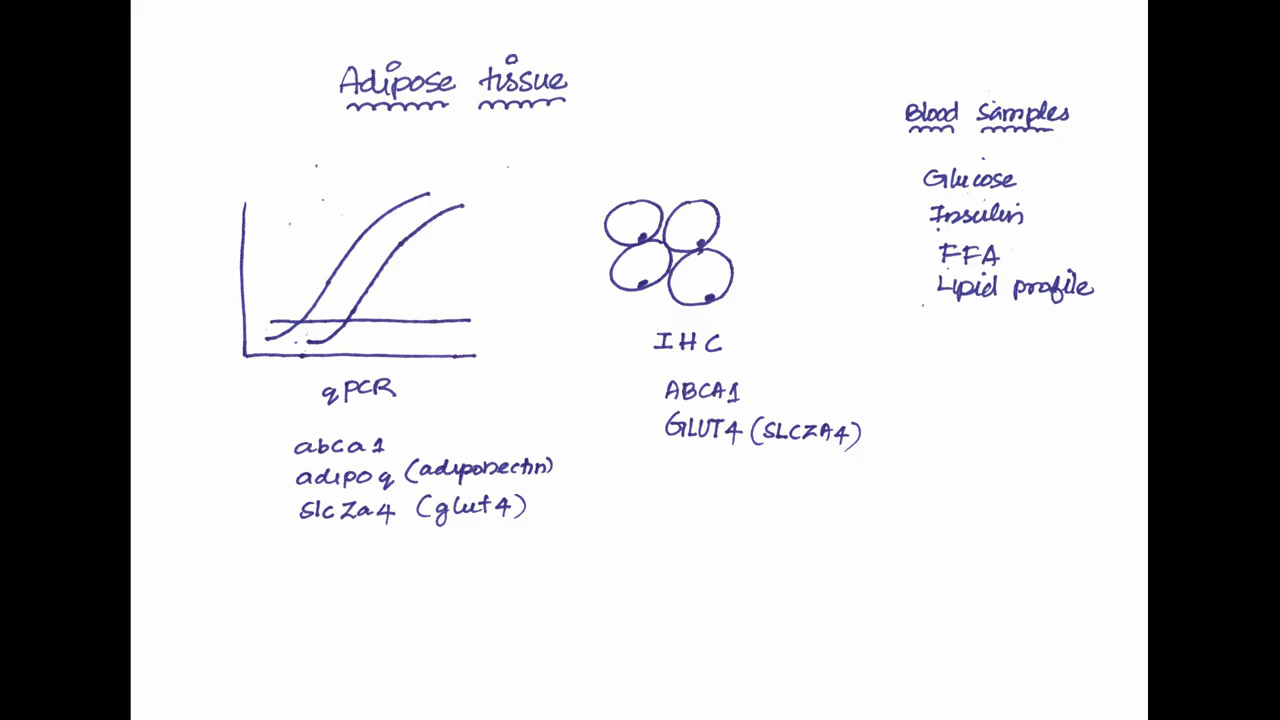 Adipose tissue
Blood Samples
Glucose
Insulin
FFA
Lipid profile
qPCR
abca1
adipoq (adiponectin)
Slc2a4 (glut4)
IHC
ABCA1
GLUT4 (SLC2A4)